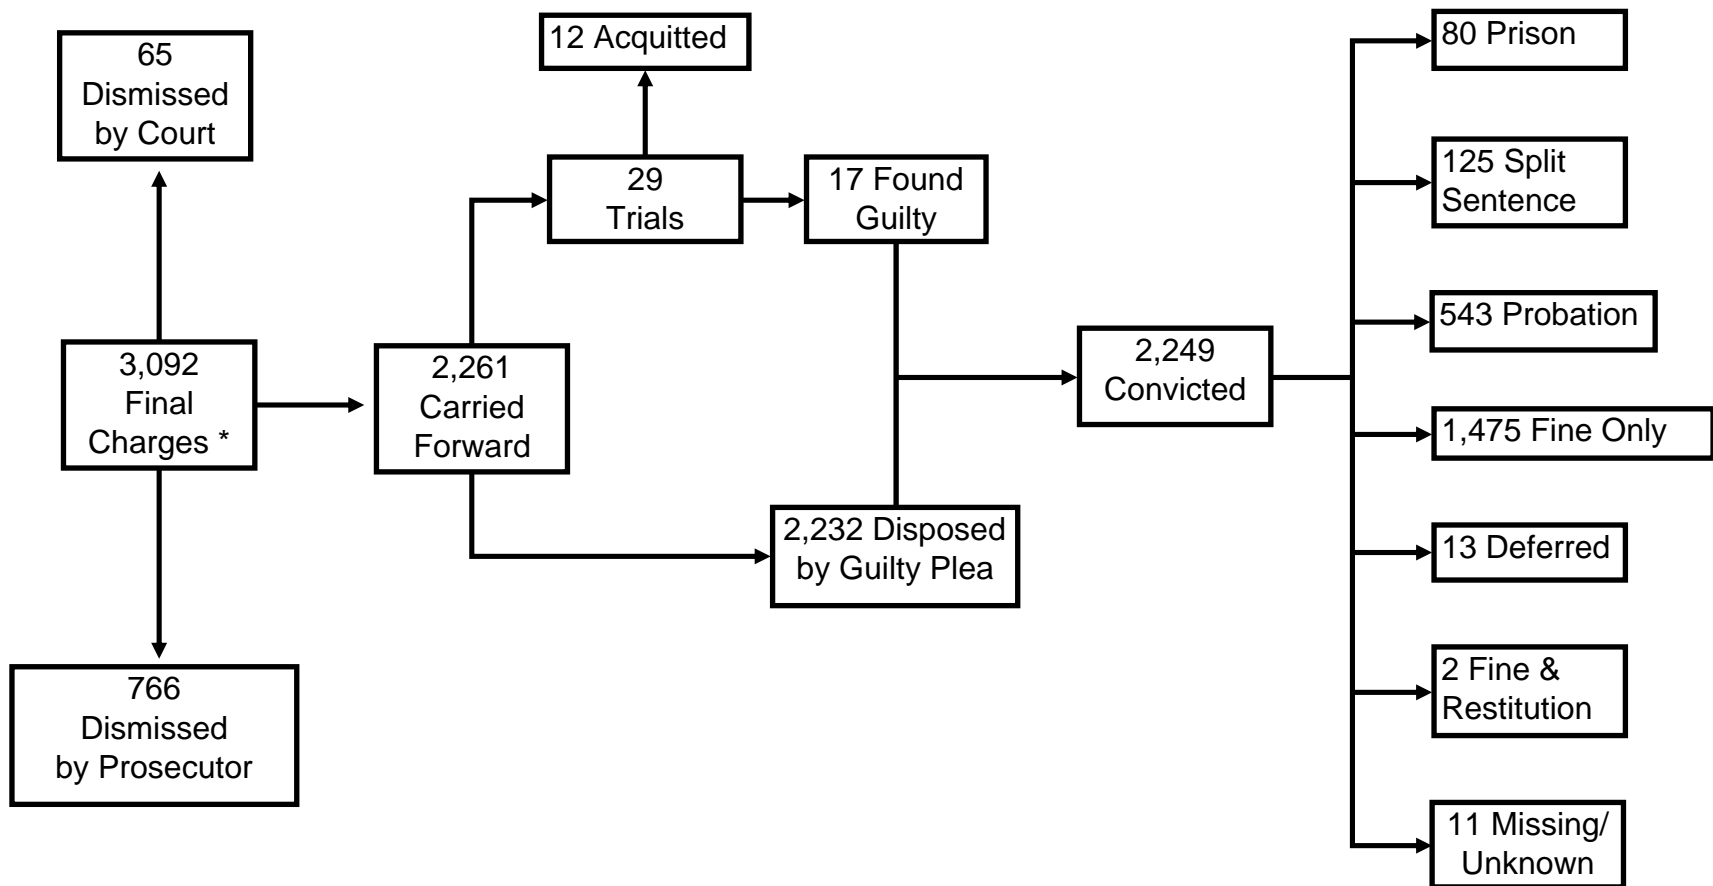 65
Dismissed
by Court
3,092
Final
Charges *
766
Dismissed
by Prosecutor
2,261
Carried
Forward
12 Acquitted
29
Trials
17 Found
Guilty
2,232 Disposed
by Guilty Plea
2,249
Convicted
80 Prison
125 Split
Sentence
543 Probation
1,475 Fine Only
13 Deferred
2 Fine &
Restitution
11 Missing/
Unknown